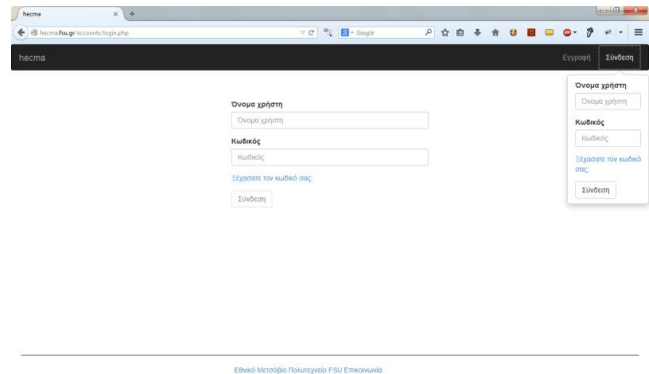 hecma
hecma.fsu.gr/accounts/login.php
Google
hecma
Εγγραφή Σύνδεση
Όνομα χρήστη
Όνομα χρήστη
Κωδικός
Κωδικός
Ξέχασατε τον κωδικό σας;
Σύνδεση
Όνομα χρήστη
Όνομα χρήστη
Κωδικός
Κωδικός
Ξέχασατε τον κωδικό
σας;
Σύνδεση
Εθνικό Μετσόβιο Πολυτεχνείο FSU Επικοινωνία